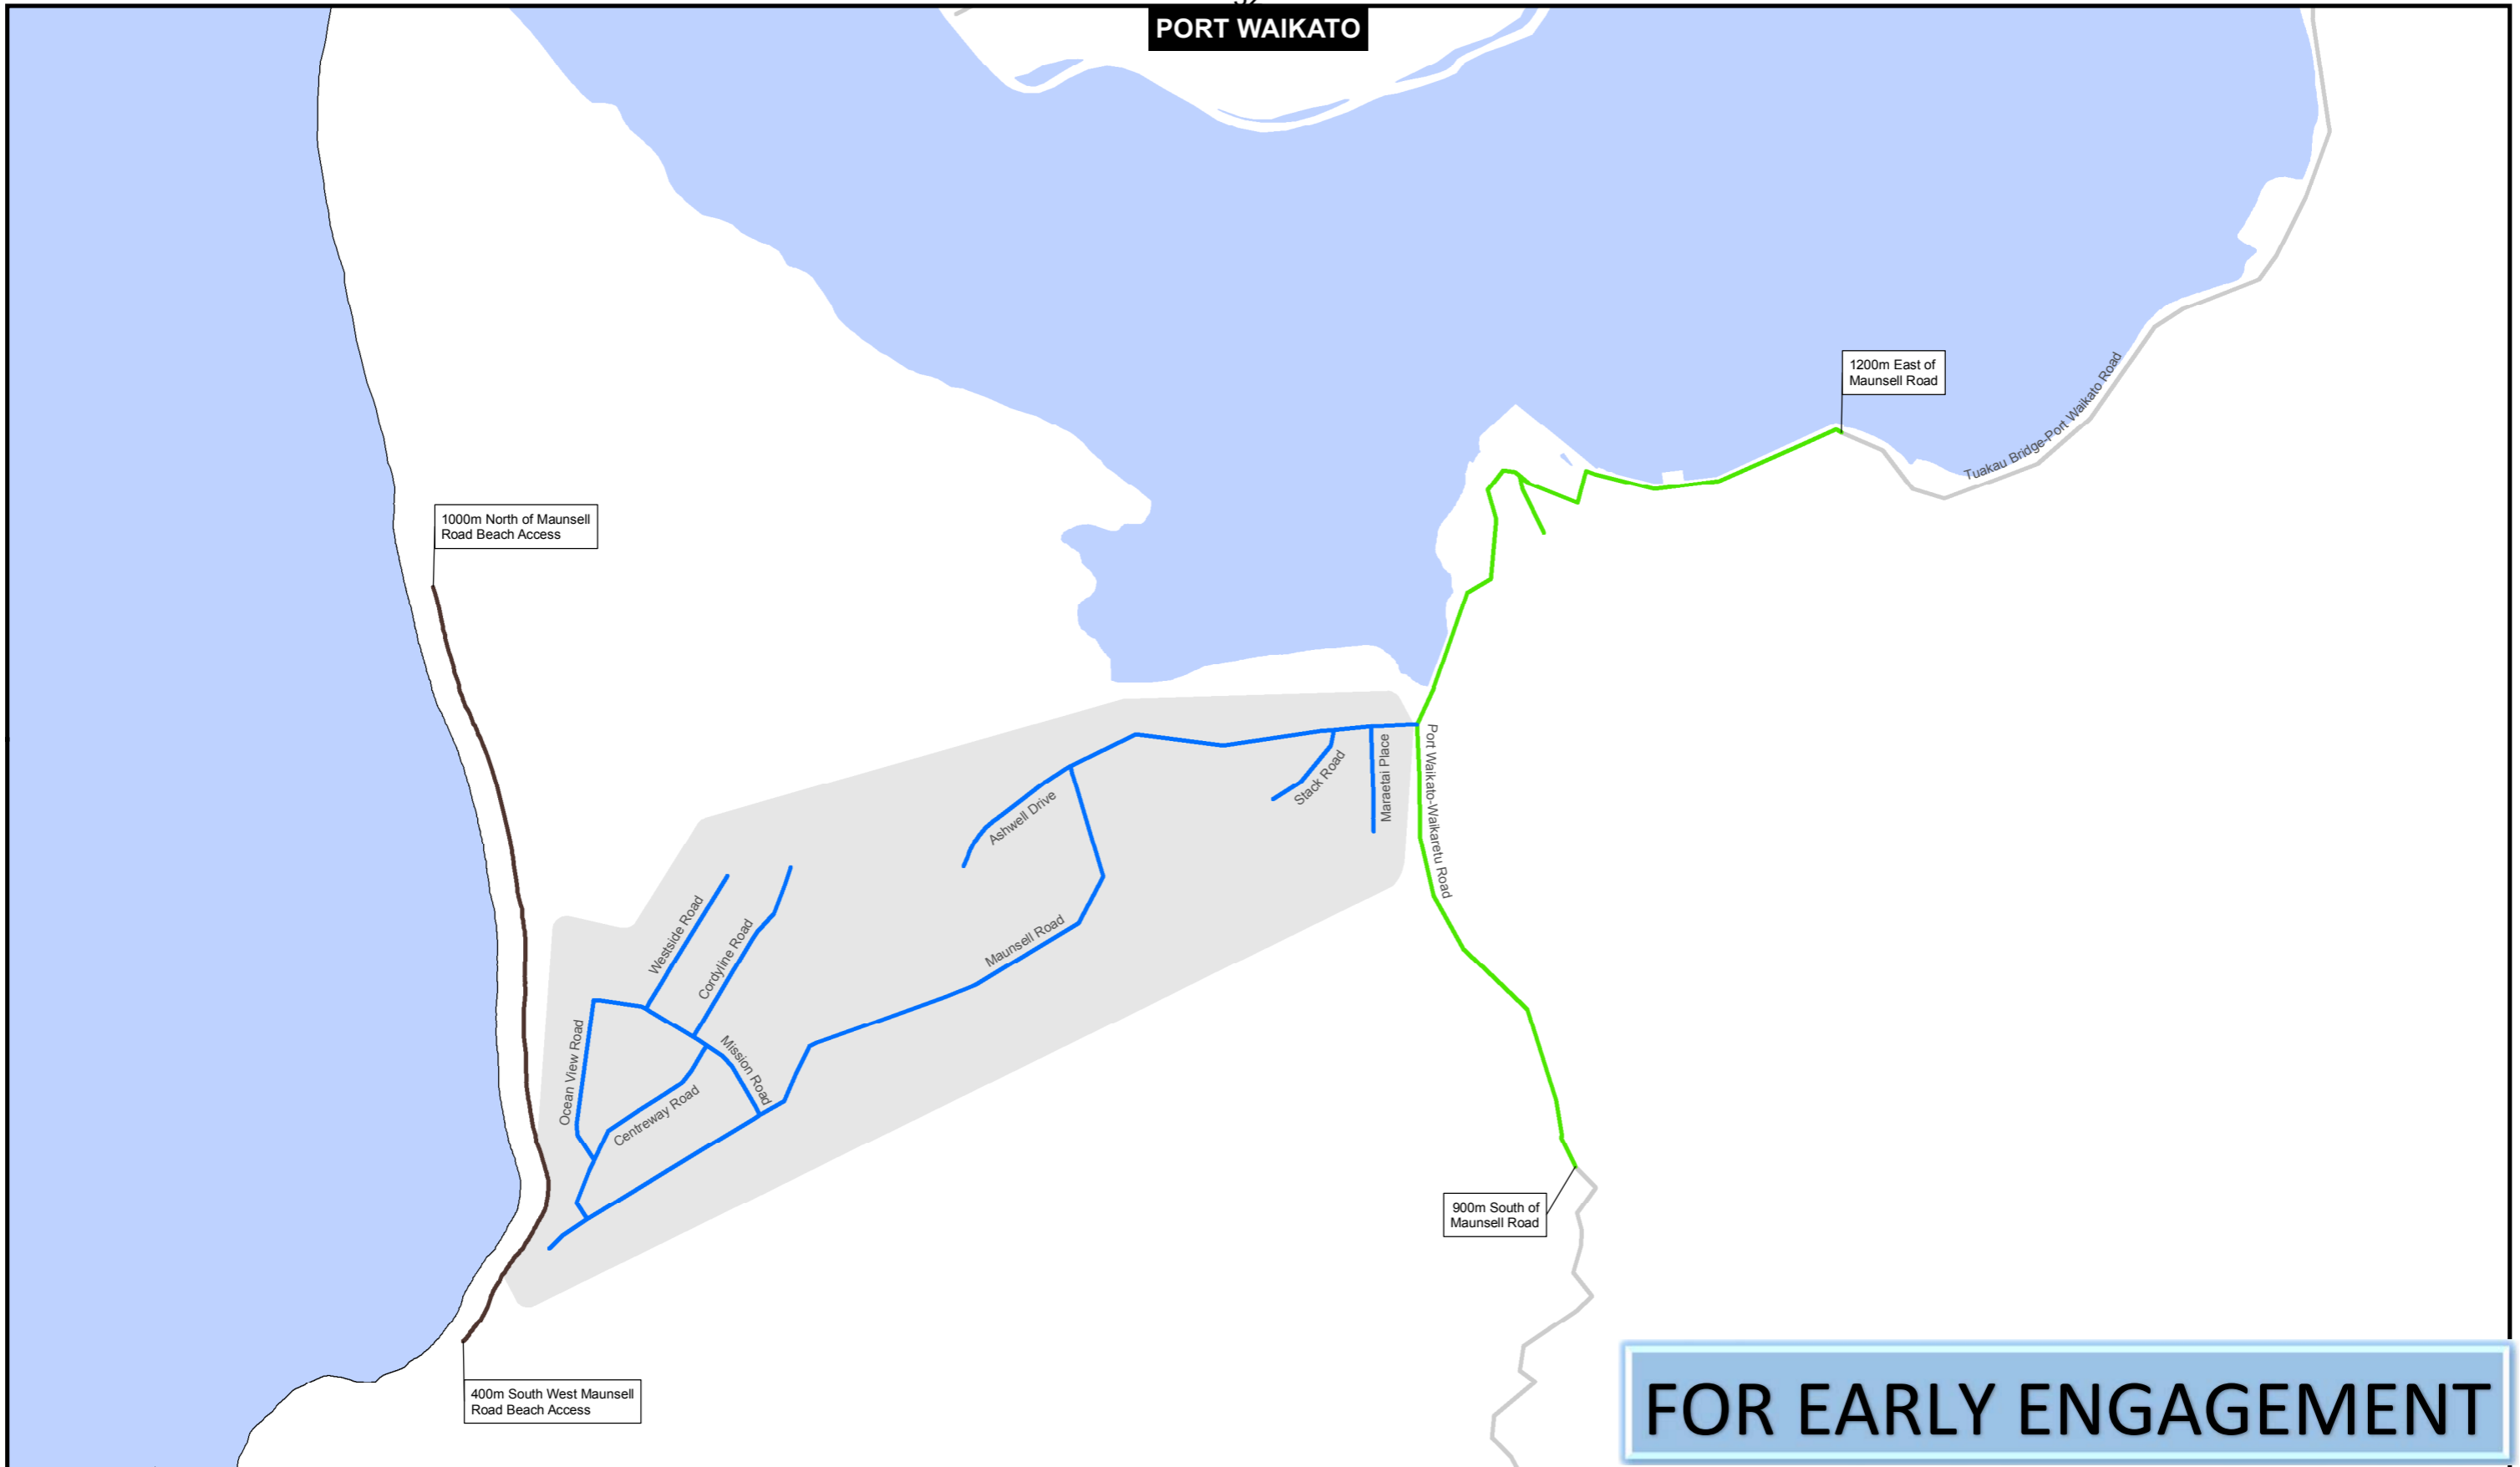 PORT WAIKATO
1200m East of
Maunsell Road
Tuakau Bridge-Port Waikato Road
1000m North of Maunsell
Road Beach Access
Port Waikato-Waikaretu Road
Maraetai Place
Stack Road
Ashwell Drive
Westside Road
Cordyline Road
Maunsell Road
Ocean View Road
Mission Road
Centreway Road
900m South of
Maunsell Road
400m South West Maunsell
Road Beach Access
FOR EARLY ENGAGEMENT